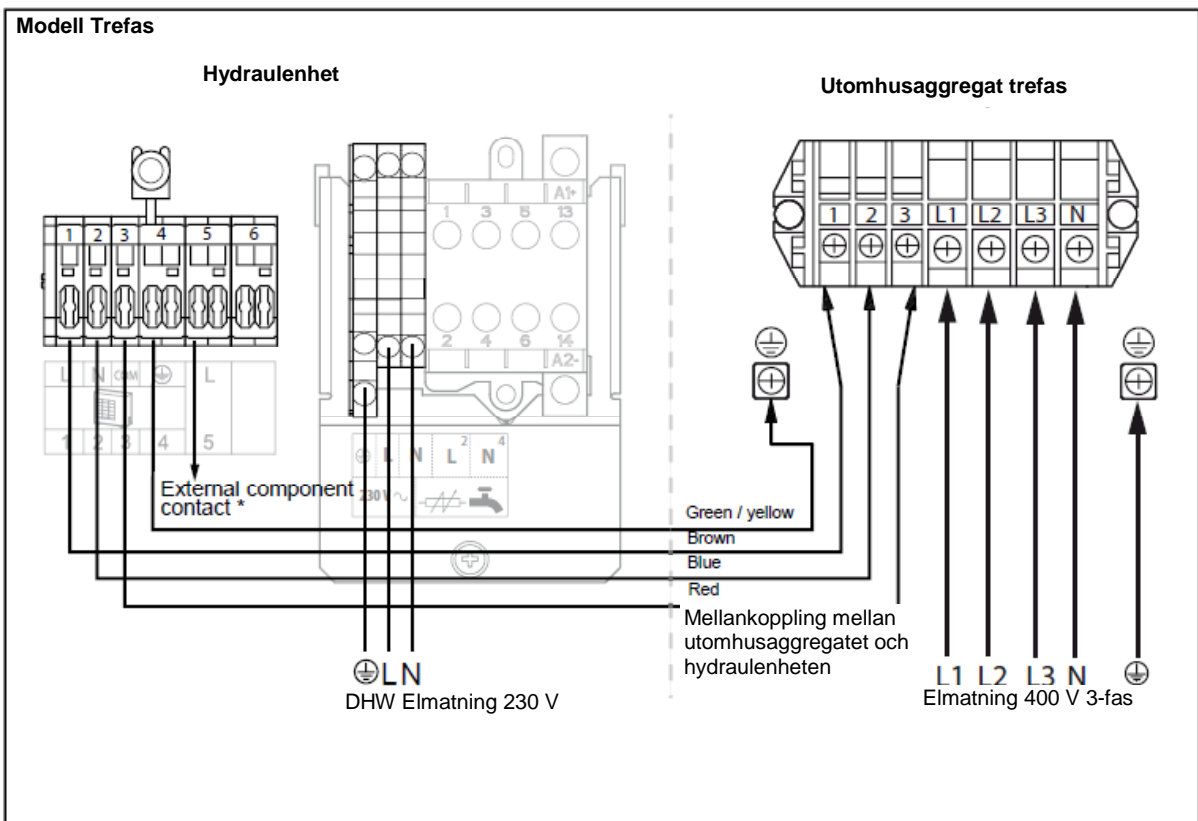 Modell Trefas
Hydraulenhet
Utomhusaggregat trefas
1 2 3 4 5 6
L N COM L
1 2 3 4 5
External component
contact *
A1+
1 3 5 13
2 4 6 14
A2-
L N L 2 N 4
230 V ~
L N
DHW Elmatning 230 V
1 2 3 L1 L2 L3 N
Green / yellow
Brown
Blue
Red
Mellankoppling mellan
utomhusaggregatet och
hydraulenheten
L1 L2 L3 N
Elmatning 400 V 3-fas